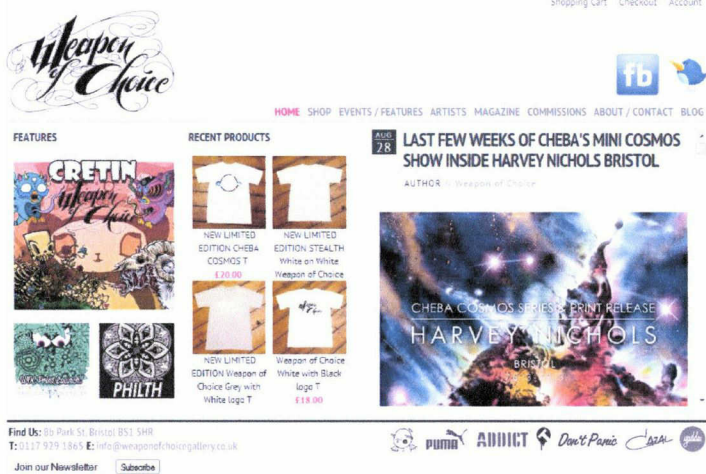 Shopping Cart Checkout Account
Weapon of Choice
fb
HOME SHOP EVENTS / FEATURES ARTISTS MAGAZINE COMMISSIONS ABOUT / CONTACT BLOG
FEATURES
CRETIN
Weapon of Choice
PHILTH
RECENT PRODUCTS
NEW LIMITED
EDITION CHEBA
COSMOS T
£20.00
NEW LIMITED
EDITION STEALTH
White on White
Weapon of Choice
NEW LIMITED
EDITION Weapon of
Choice Grey with
White logo T
Weapon of Choice
White with Black
logo T
£18.00
AUG
28
LAST FEW WEEKS OF CHEBA'S MINI COSMOS
SHOW INSIDE HARVEY NICHOLS BRISTOL
AUTHOR : Weapon of Choice
CHEBA COSMOS SERIES & PRINT RELEASE
HARVEY NICHOLS
BRISTOL
Find Us: 8b Park St, Bristol BS1 5HR
T: 0117 929 1865 E: info@weaponofchoicegallery.co.uk
PUMA ADDICT Don't Panic
Join our Newsletter Subscribe